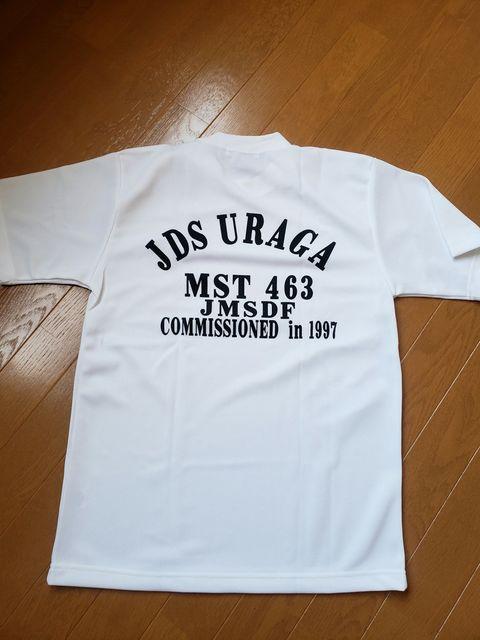 JDS URAGA
MST 463
JMSDF
COMMISSIONED in 1997